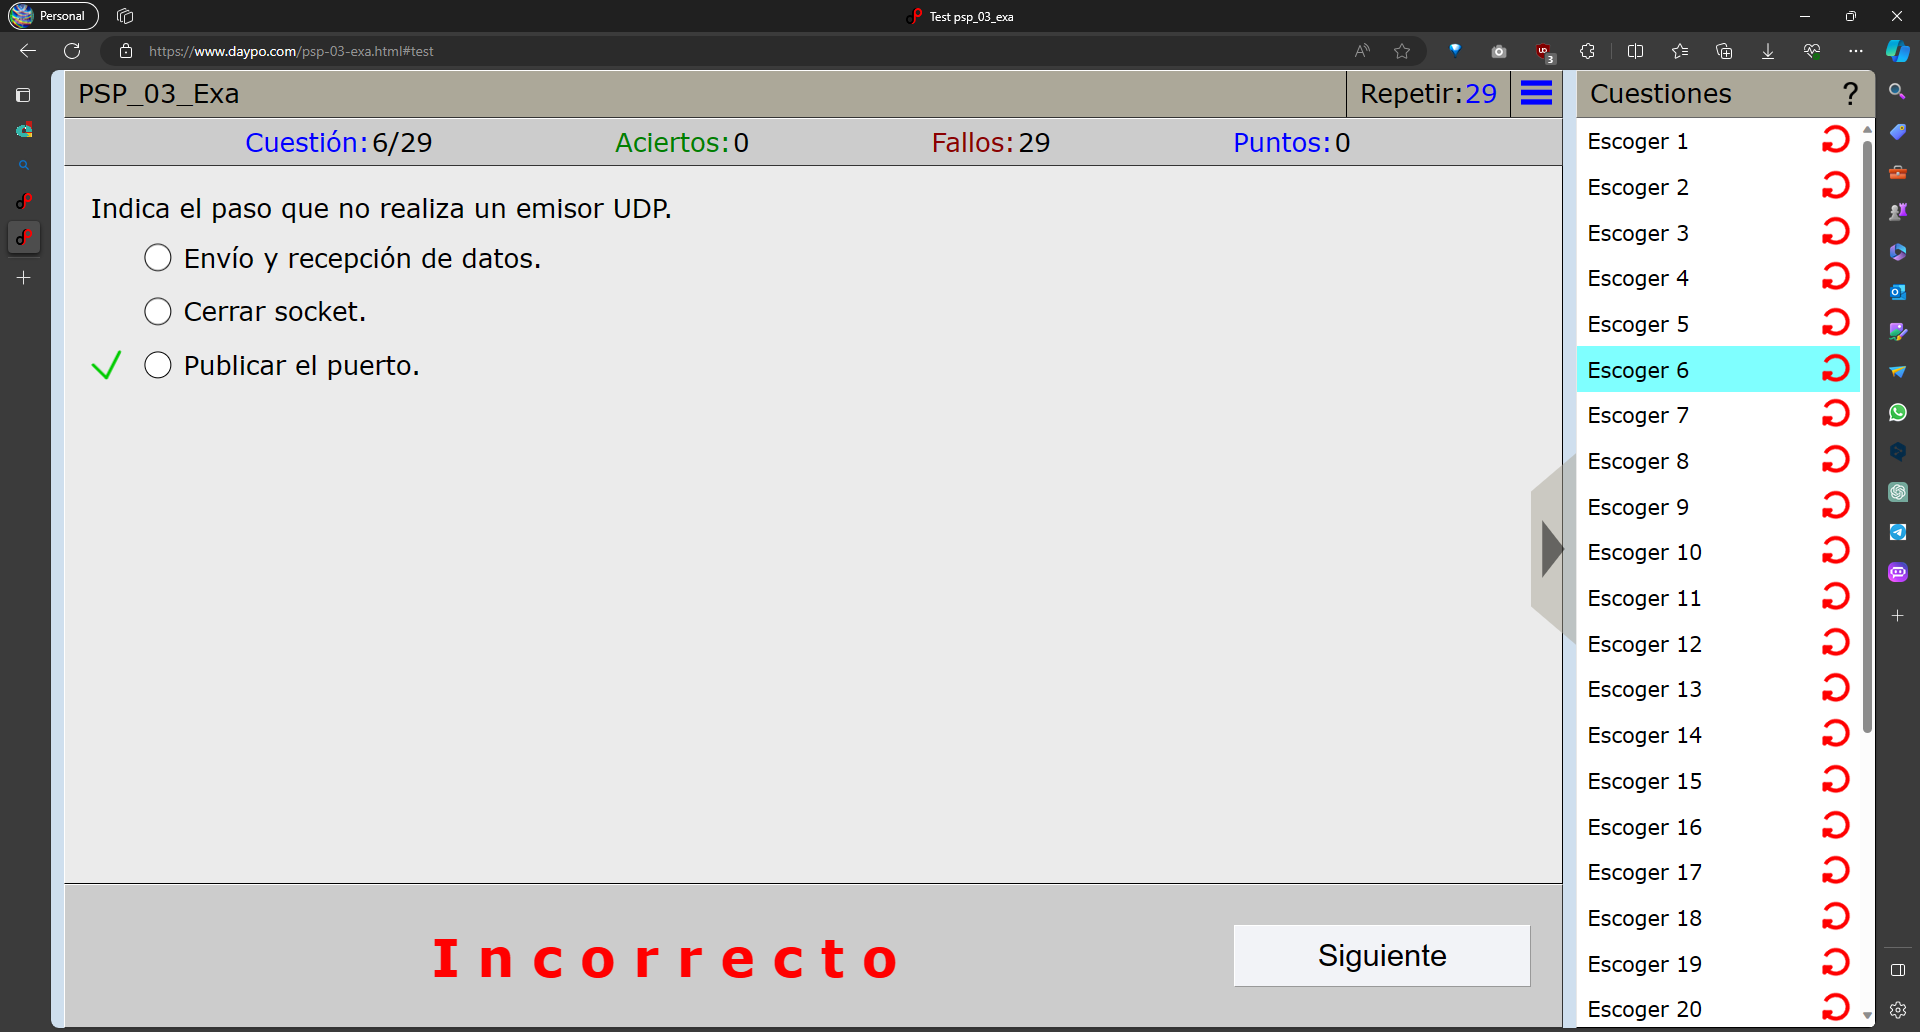 Personal
Test psp_03_exa
https://www.daypo.com/psp-03-exa.html#test
3
PSP_03_Exa
Repetir:29
Cuestiones
?
Cuestión:6/29
Aciertos:0
Fallos:29
Puntos:0
Indica el paso que no realiza un emisor UDP.
Envío y recepción de datos.
Cerrar socket.
Publicar el puerto.
Incorrecto
Siguiente
Escoger 1
Escoger 2
Escoger 3
Escoger 4
Escoger 5
Escoger 6
Escoger 7
Escoger 8
Escoger 9
Escoger 10
Escoger 11
Escoger 12
Escoger 13
Escoger 14
Escoger 15
Escoger 16
Escoger 17
Escoger 18
Escoger 19
Escoger 20